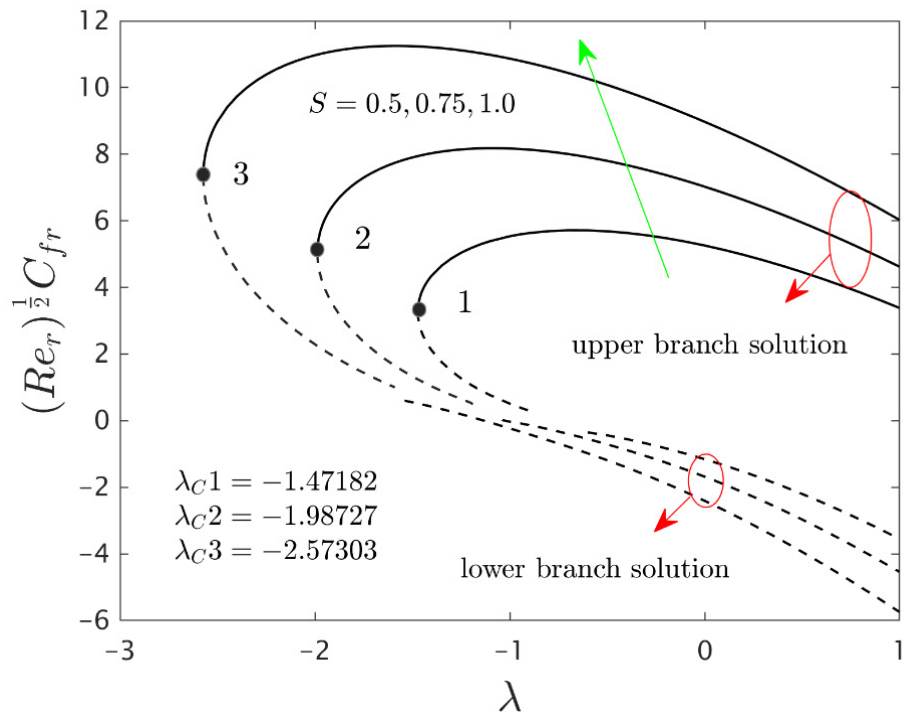 12
10
8
6
4
2
0
−2
−4
−6
(Re_r)^{1/2} C_{fr}
S = 0.5, 0.75, 1.0
3
2
1
upper branch solution
λ_C1 = −1.47182
λ_C2 = −1.98727
λ_C3 = −2.57303
lower branch solution
−3 −2 −1 0 1
λ